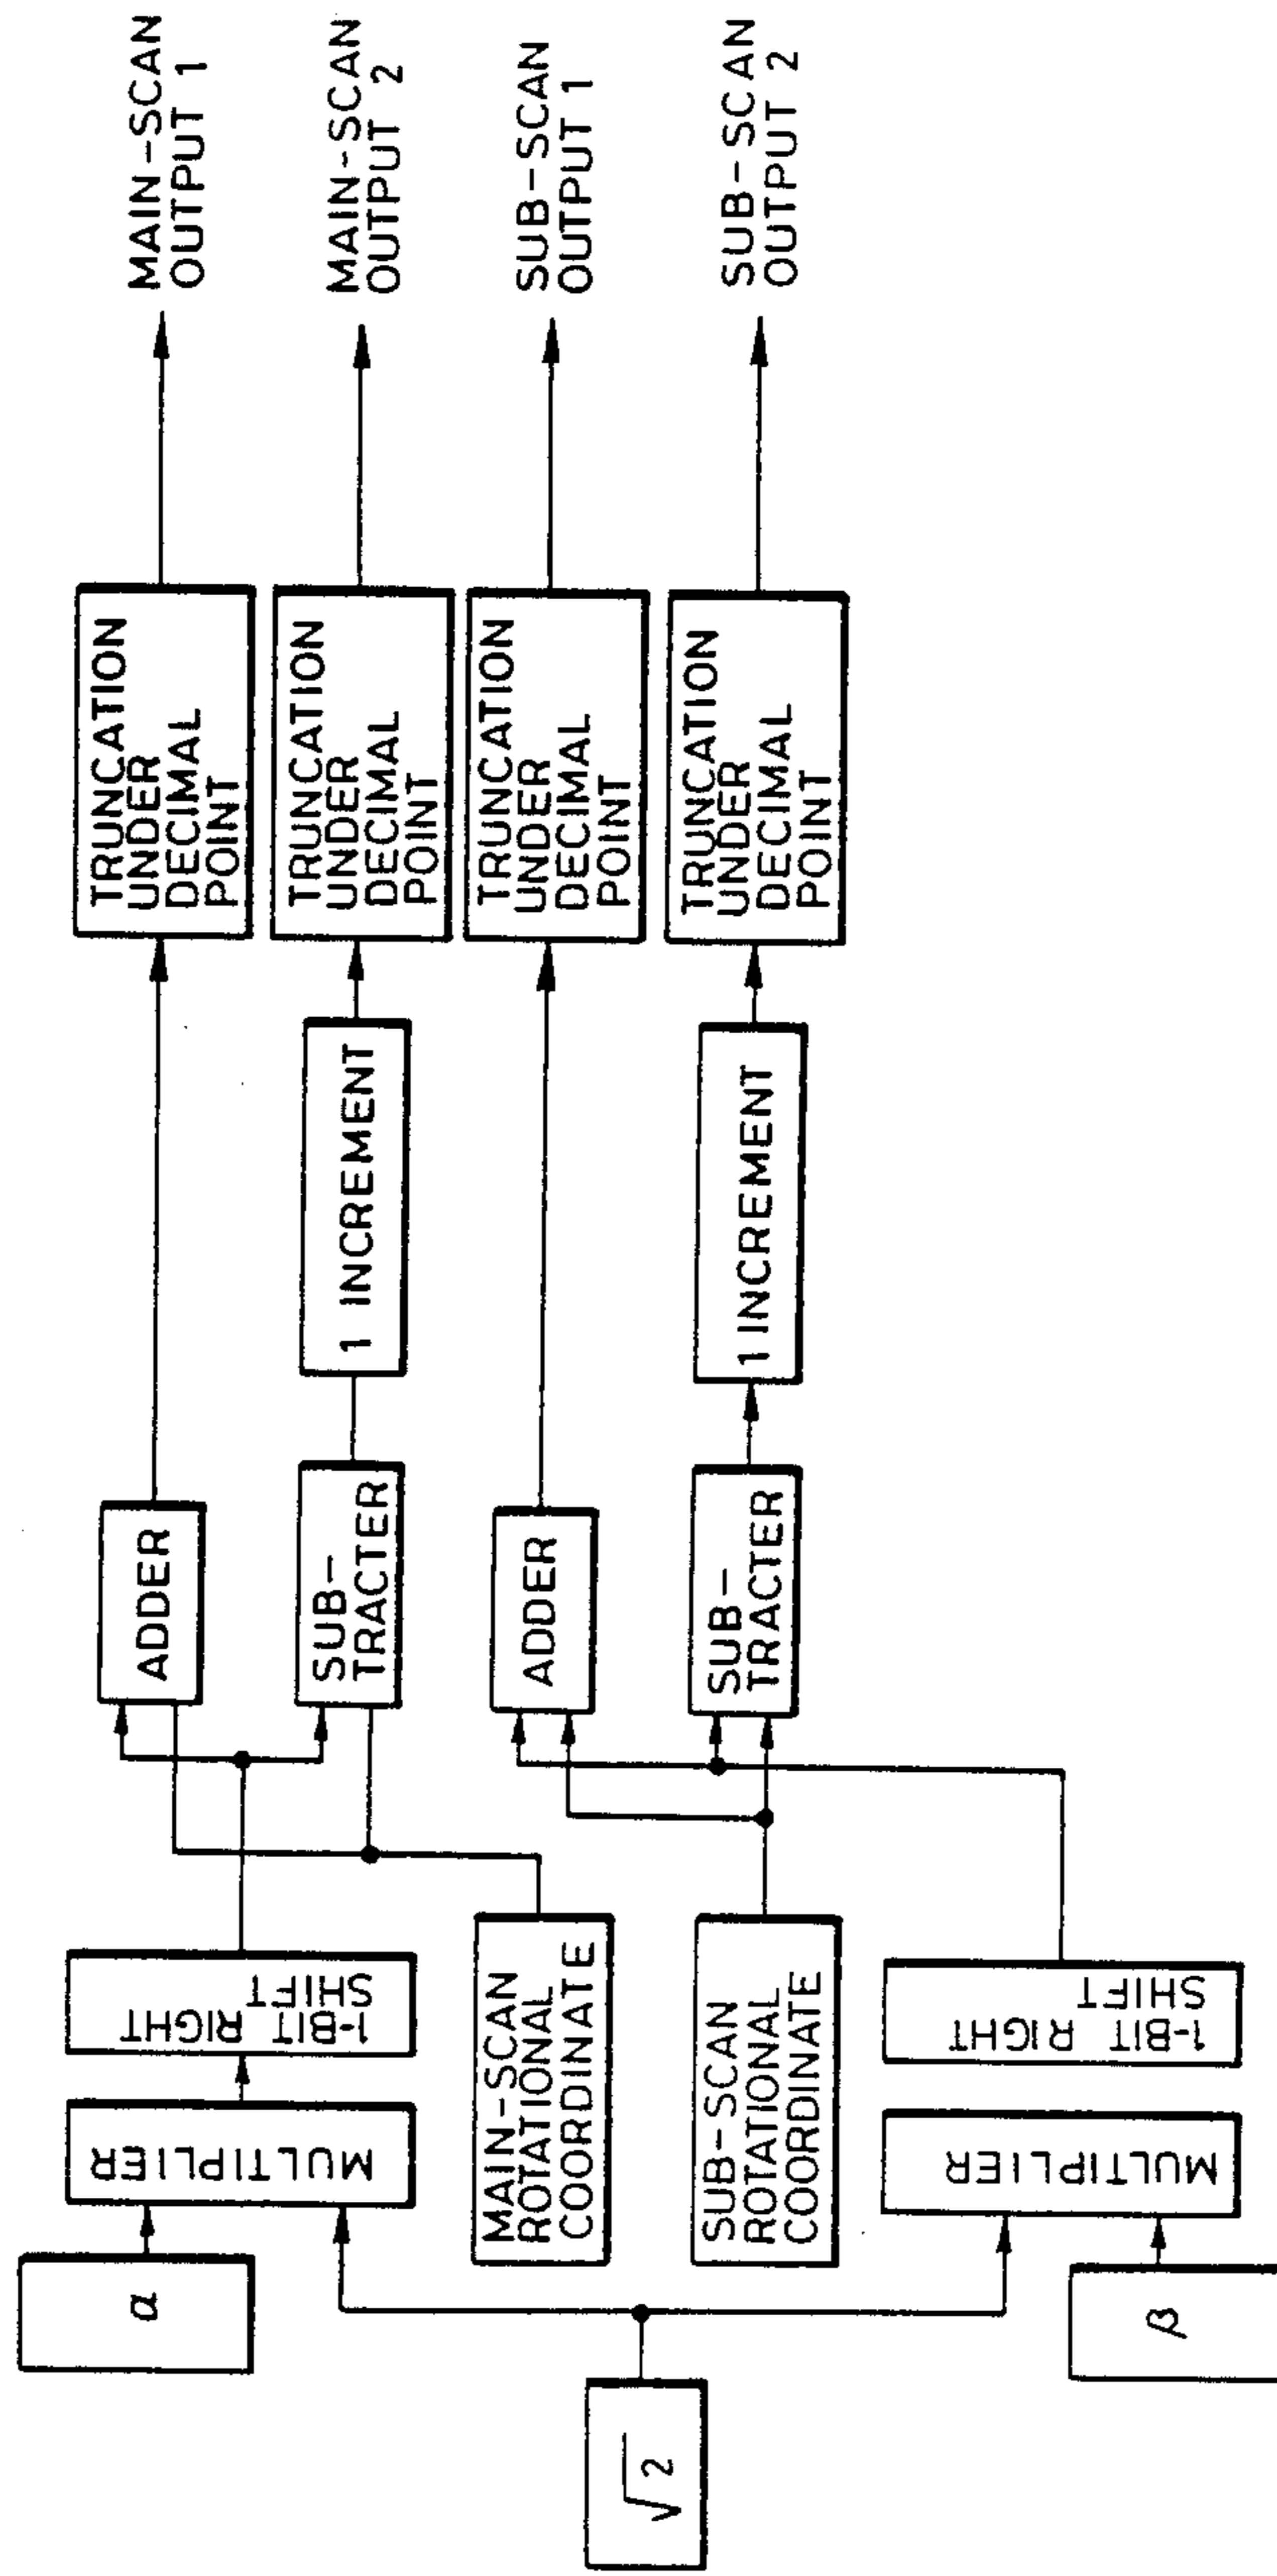 α
MULTIPLIER
1-BIT RIGHT
SHIFT
ADDER
TRUNCATION
UNDER
DECIMAL
POINT
MAIN-SCAN
OUTPUT 1
SUB-
TRACTER
1 INCREMENT
TRUNCATION
UNDER
DECIMAL
POINT
MAIN-SCAN
OUTPUT 2
MAIN-SCAN
ROTATIONAL
COORDINATE
ADDER
TRUNCATION
UNDER
DECIMAL
POINT
SUB-SCAN
OUTPUT 1
√2
SUB-SCAN
ROTATIONAL
COORDINATE
SUB-
TRACTER
1 INCREMENT
TRUNCATION
UNDER
DECIMAL
POINT
SUB-SCAN
OUTPUT 2
β
MULTIPLIER
1-BIT RIGHT
SHIFT